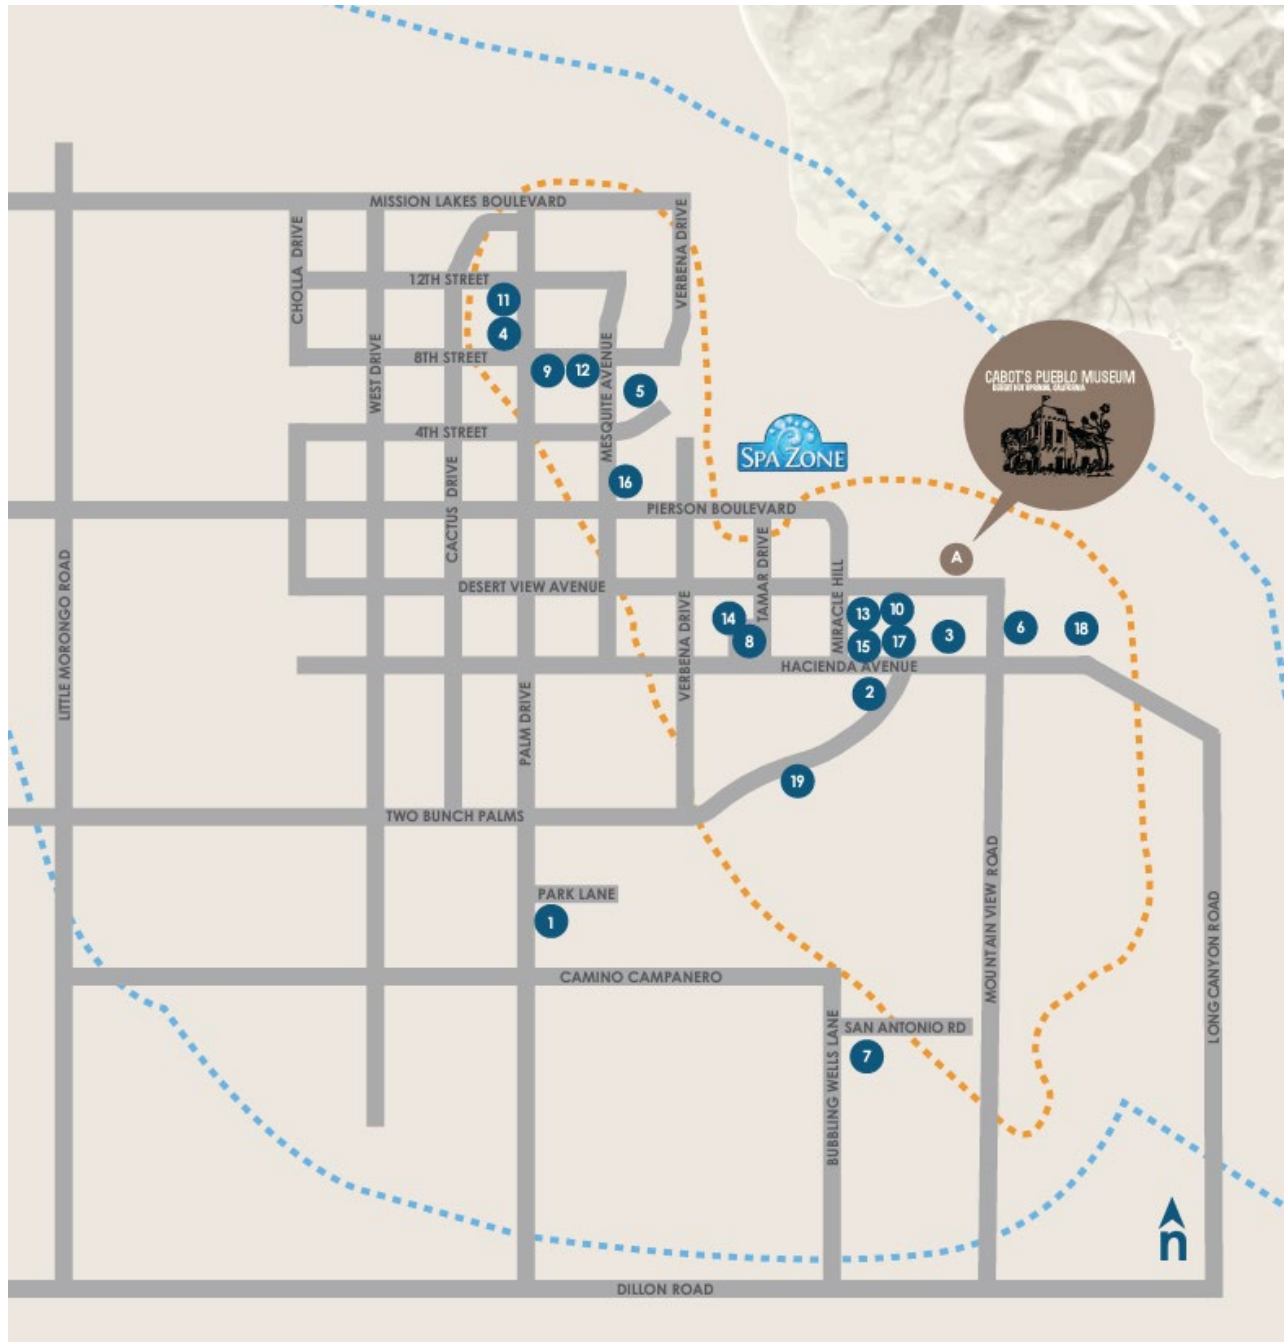 MISSION LAKES BOULEVARD
CHOLLA DRIVE
VERBENA DRIVE
12TH STREET
11
4
WEST DRIVE
8TH STREET
9
12
MESQUITE AVENUE
5
CABOT'S PUEBLO MUSEUM
DESERT HOT SPRINGS, CALIFORNIA
4TH STREET
SPA ZONE
16
CACTUS DRIVE
PIERSON BOULEVARD
TAMAR DRIVE
A
LITTLE MORONGO ROAD
DESERT VIEW AVENUE
MIRACLE HILL
13
10
14
8
15
17
3
6
18
VERBENA DRIVE
HACIENDA AVENUE
2
PALM DRIVE
19
TWO BUNCH PALMS
PARK LANE
1
MOUNTAIN VIEW ROAD
LONG CANYON ROAD
CAMINO CAMPANERO
SAN ANTONIO RD
7
BUBBLING WELLS LANE
n
DILLON ROAD